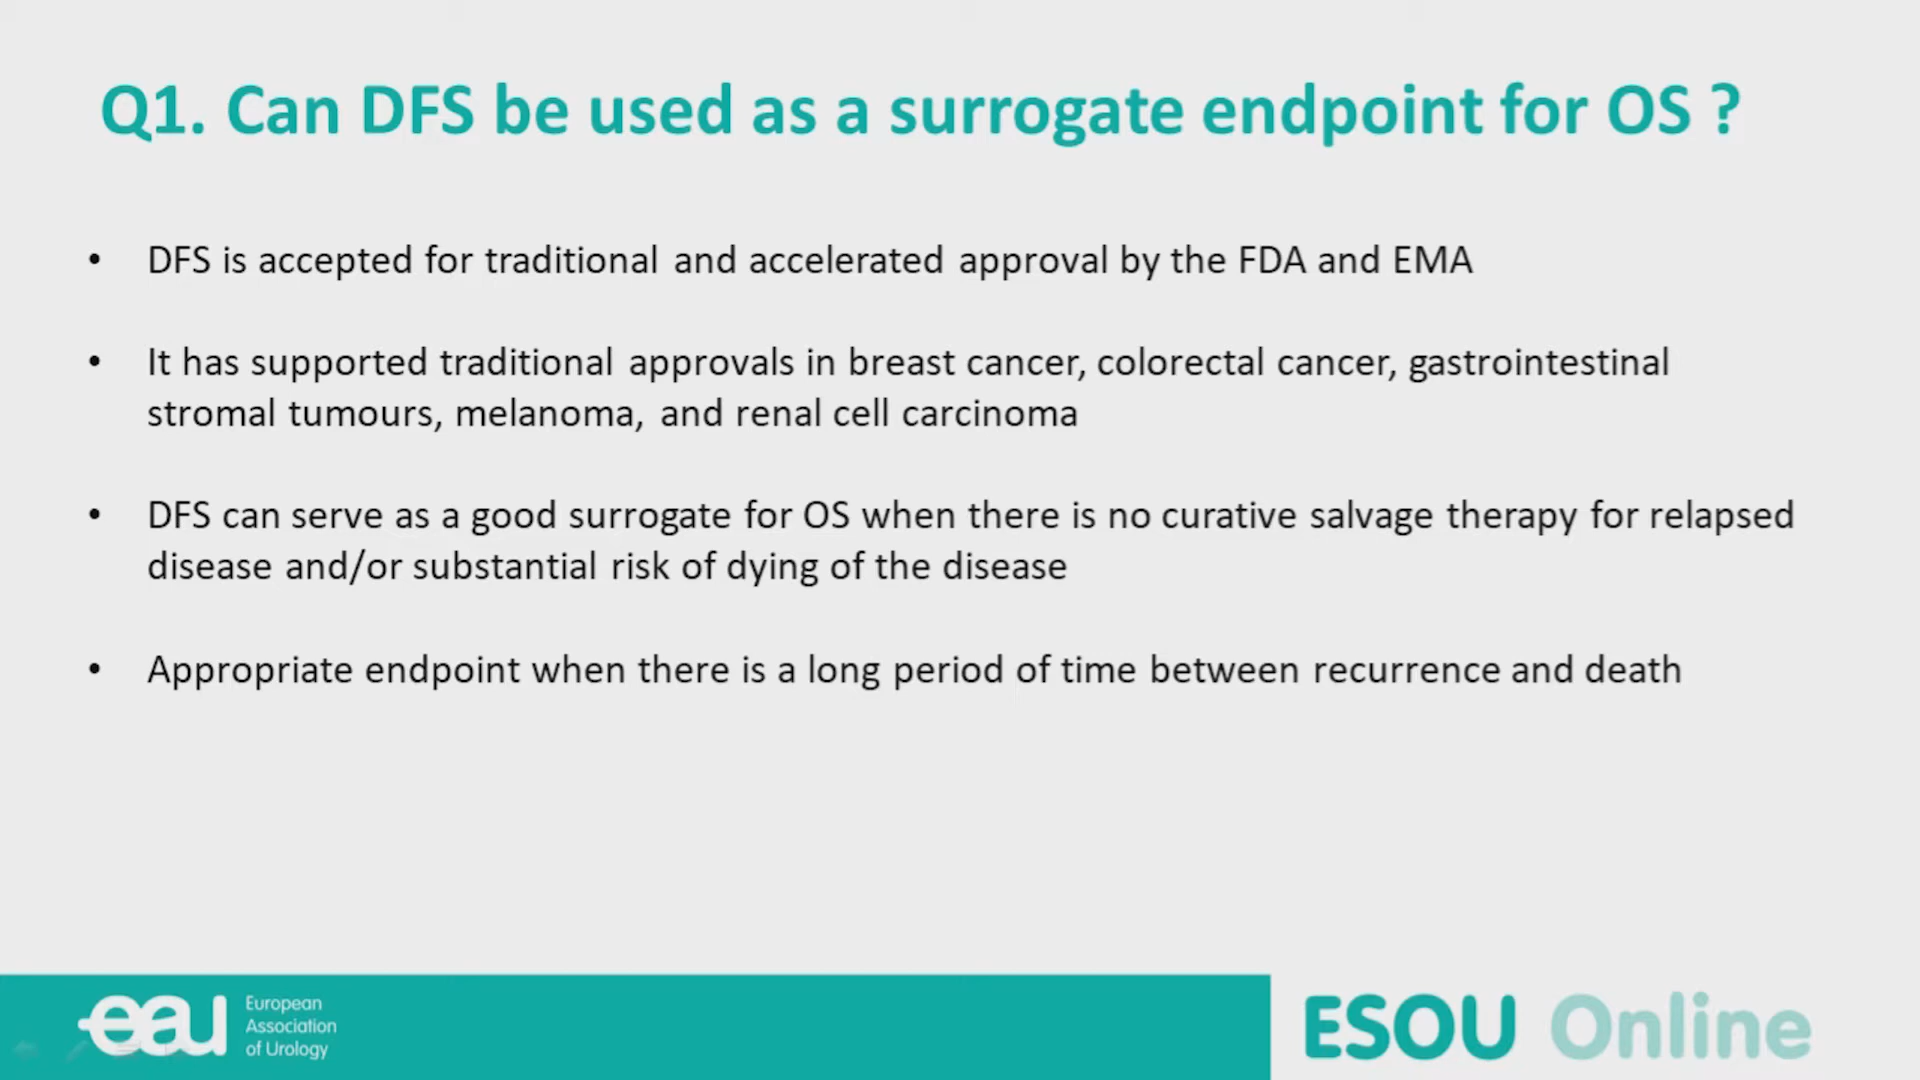 Q1. Can DFS be used as a surrogate endpoint for OS ?
• DFS is accepted for traditional and accelerated approval by the FDA and EMA
• It has supported traditional approvals in breast cancer, colorectal cancer, gastrointestinal
stromal tumours, melanoma, and renal cell carcinoma
• DFS can serve as a good surrogate for OS when there is no curative salvage therapy for relapsed
disease and/or substantial risk of dying of the disease
• Appropriate endpoint when there is a long period of time between recurrence and death
eau
European
Association
of Urology
ESOU Online